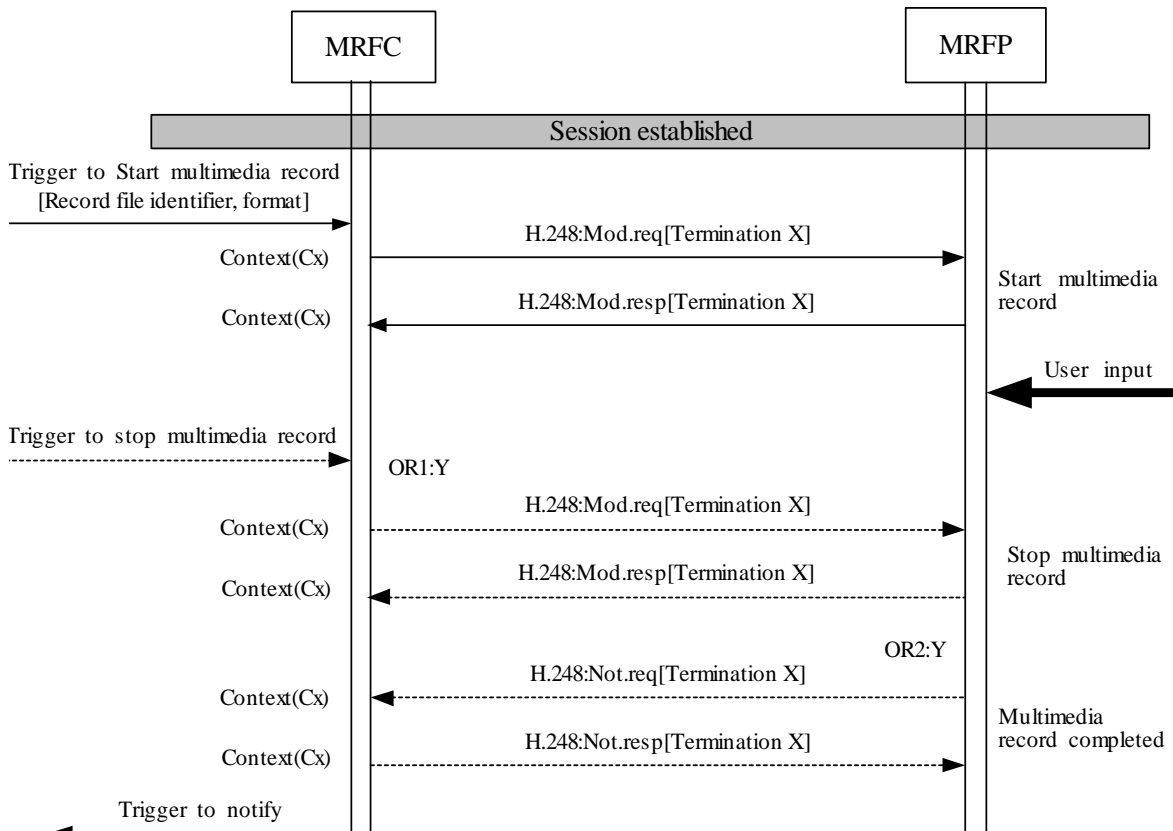 MRFC
MRFP
Session established
Trigger to Start multimedia record
[Record file identifier, format]
H.248:Mod.req[Termination X]
Context(Cx)
Start multimedia
record
H.248:Mod.resp[Termination X]
Context(Cx)
User input
Trigger to stop multimedia record
OR1:Y
H.248:Mod.req[Termination X]
Context(Cx)
Stop multimedia
record
H.248:Mod.resp[Termination X]
Context(Cx)
OR2:Y
H.248:Not.req[Termination X]
Context(Cx)
Multimedia
record completed
H.248:Not.resp[Termination X]
Context(Cx)
Trigger to notify